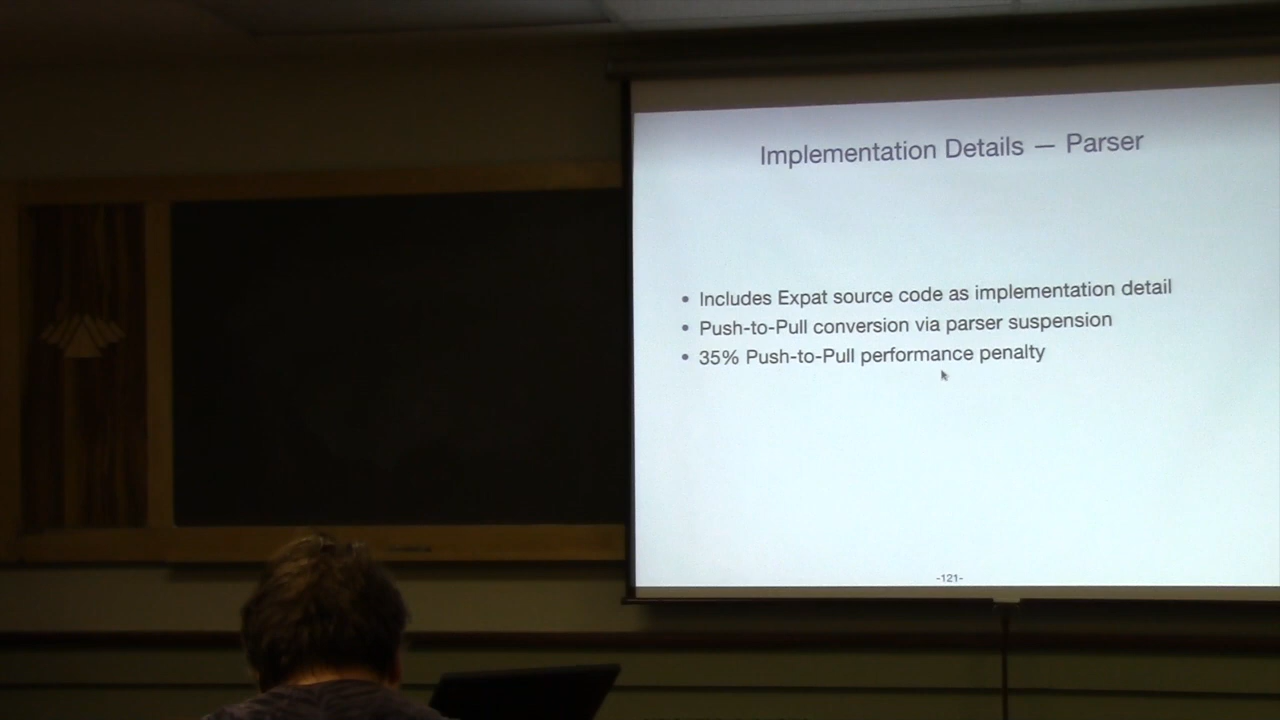 Implementation Details — Parser
• Includes Expat source code as implementation detail
• Push-to-Pull conversion via parser suspension
• 35% Push-to-Pull performance penalty
-121-